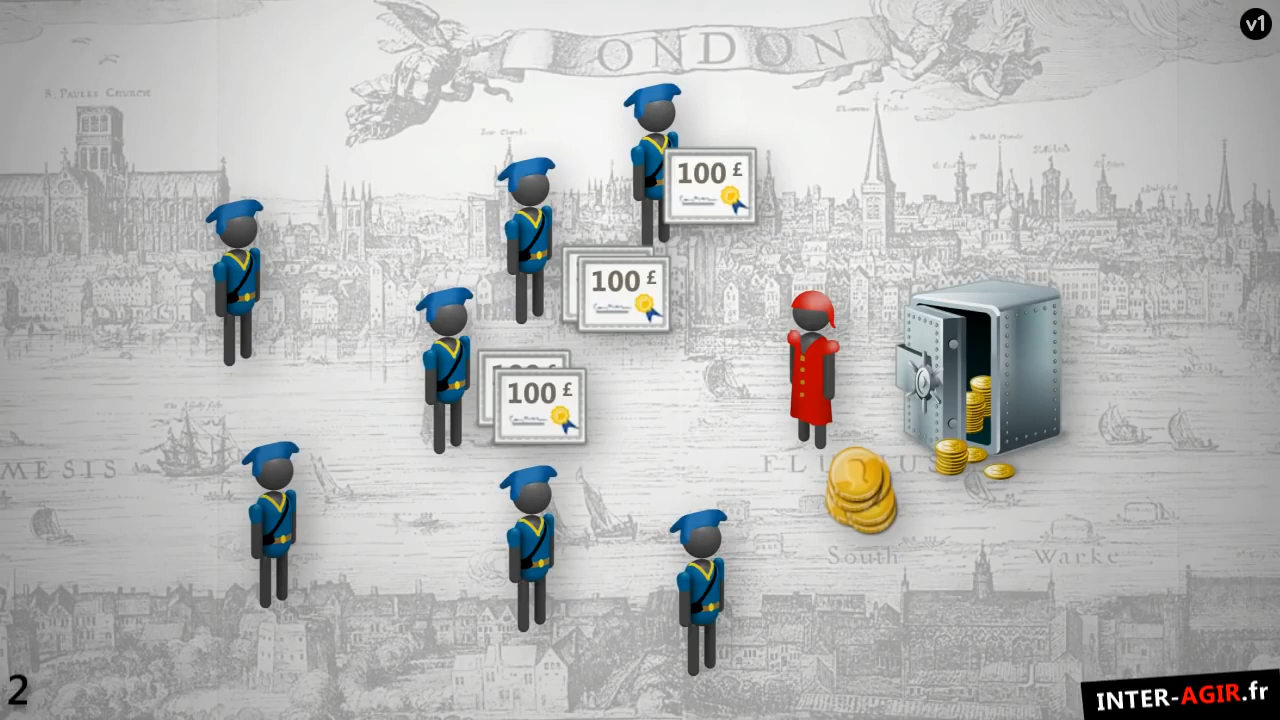 v1
LONDON
S. PAULES CHURCH
100 £
100 £
100 £
MESIS
FLUVIUS
South Warke
2
INTER-AGIR.fr